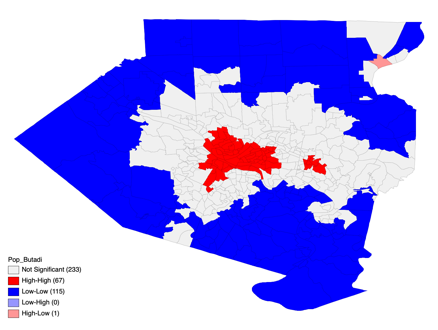 Pop_Butadi
Not Significant (233)
High-High (67)
Low-Low (115)
Low-High (0)
High-Low (1)